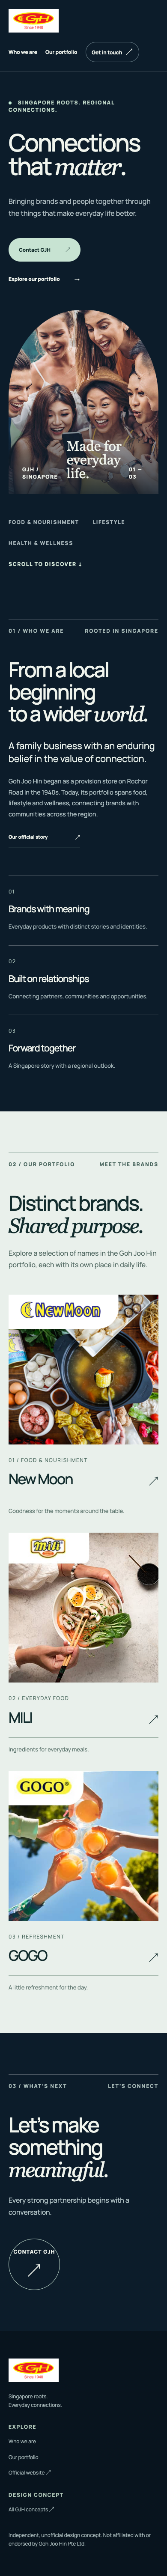 GJH
Since 1940
Who we are
Our portfolio
Get in touch ↗
SINGAPORE ROOTS. REGIONAL
CONNECTIONS.
Connections
that matter.
Bringing brands and people together through
the things that make everyday life better.
Contact GJH ↗
Explore our portfolio →
Made for
everyday
life.
GJH /
SINGAPORE
01 —
03
FOOD & NOURISHMENT
LIFESTYLE
HEALTH & WELLNESS
SCROLL TO DISCOVER ↓
01 / WHO WE ARE
ROOTED IN SINGAPORE
From a local
beginning
to a wider world.
A family business with an enduring
belief in the value of connection.
Goh Joo Hin began as a provision store on Rochor
Road in the 1940s. Today, its portfolio spans food,
lifestyle and wellness, connecting brands with
communities across the region.
Our official story ↗
01
Brands with meaning
Everyday products with distinct stories and identities.
02
Built on relationships
Connecting partners, communities and opportunities.
03
Forward together
A Singapore story with a regional outlook.
02 / OUR PORTFOLIO
MEET THE BRANDS
Distinct brands.
Shared purpose.
Explore a selection of names in the Goh Joo Hin
portfolio, each with its own place in daily life.
NewMoon
01 / FOOD & NOURISHMENT
New Moon ↗
Goodness for the moments around the table.
mili
02 / EVERYDAY FOOD
MILI ↗
Ingredients for everyday meals.
GOGO®
03 / REFRESHMENT
GOGO ↗
A little refreshment for the day.
03 / WHAT'S NEXT
LET'S CONNECT
Let's make
something
meaningful.
Every strong partnership begins with a
conversation.
CONTACT GJH
↗
GJH
Since 1940
Singapore roots.
Everyday connections.
EXPLORE
Who we are
Our portfolio
Official website ↗
DESIGN CONCEPT
All GJH concepts ↗
Independent, unofficial design concept. Not affiliated with or
endorsed by Goh Joo Hin Pte Ltd.